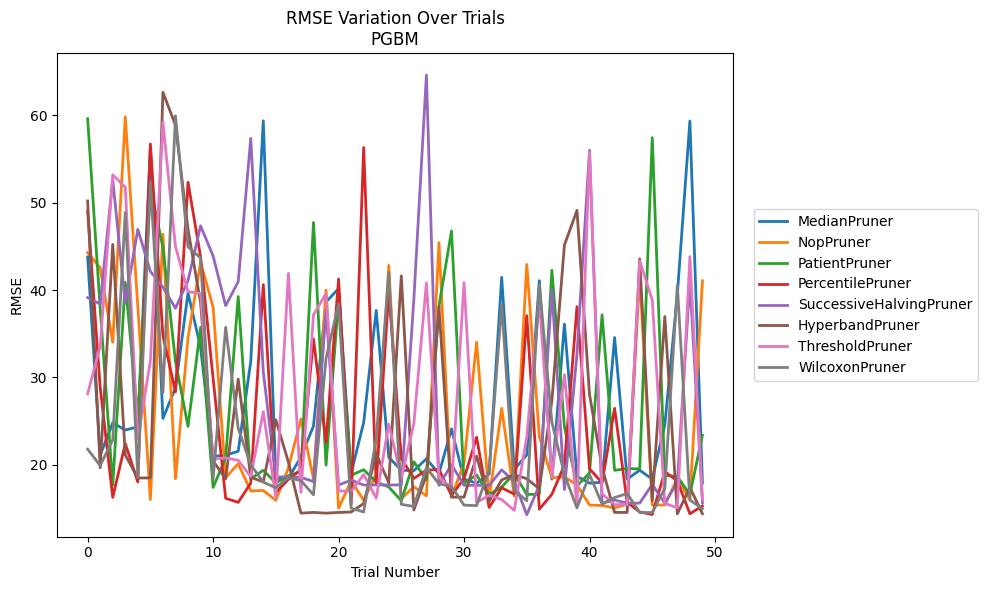 RMSE Variation Over Trials
PGBM
RMSE
60
50
40
30
20
0
10
20
30
40
50
Trial Number
MedianPruner
NopPruner
PatientPruner
PercentilePruner
SuccessiveHalvingPruner
HyperbandPruner
ThresholdPruner
WilcoxonPruner